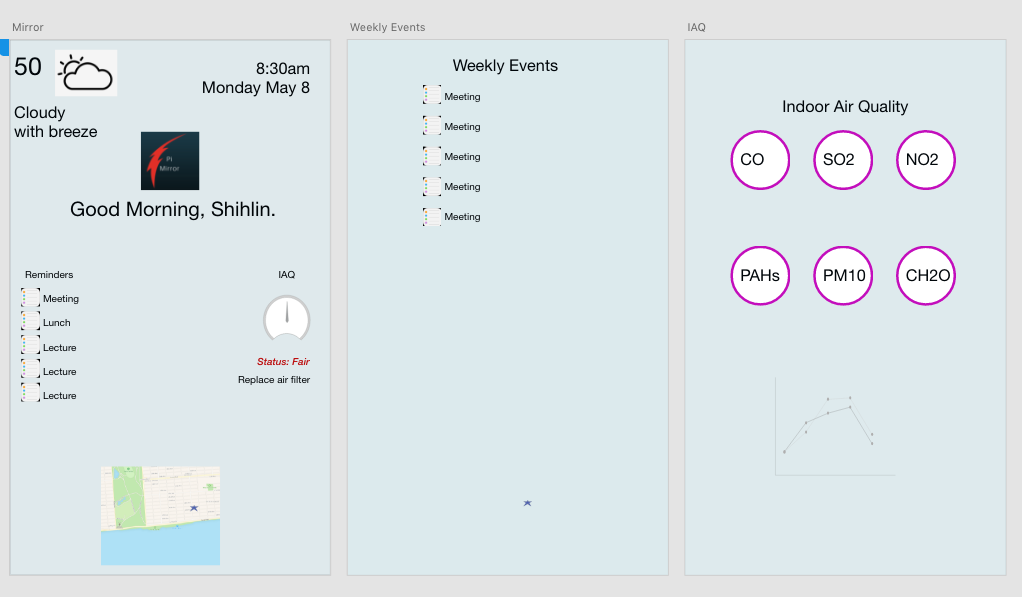 Mirror
50
8:30am
Monday May 8
Cloudy
with breeze
Pi
Mirror
Good Morning, Shihlin.
Reminders
Meeting
Lunch
Lecture
Lecture
Lecture
IAQ
Status: Fair
Replace air filter
Weekly Events
Weekly Events
Meeting
Meeting
Meeting
Meeting
Meeting
IAQ
Indoor Air Quality
CO
SO2
NO2
PAHs
PM10
CH2O